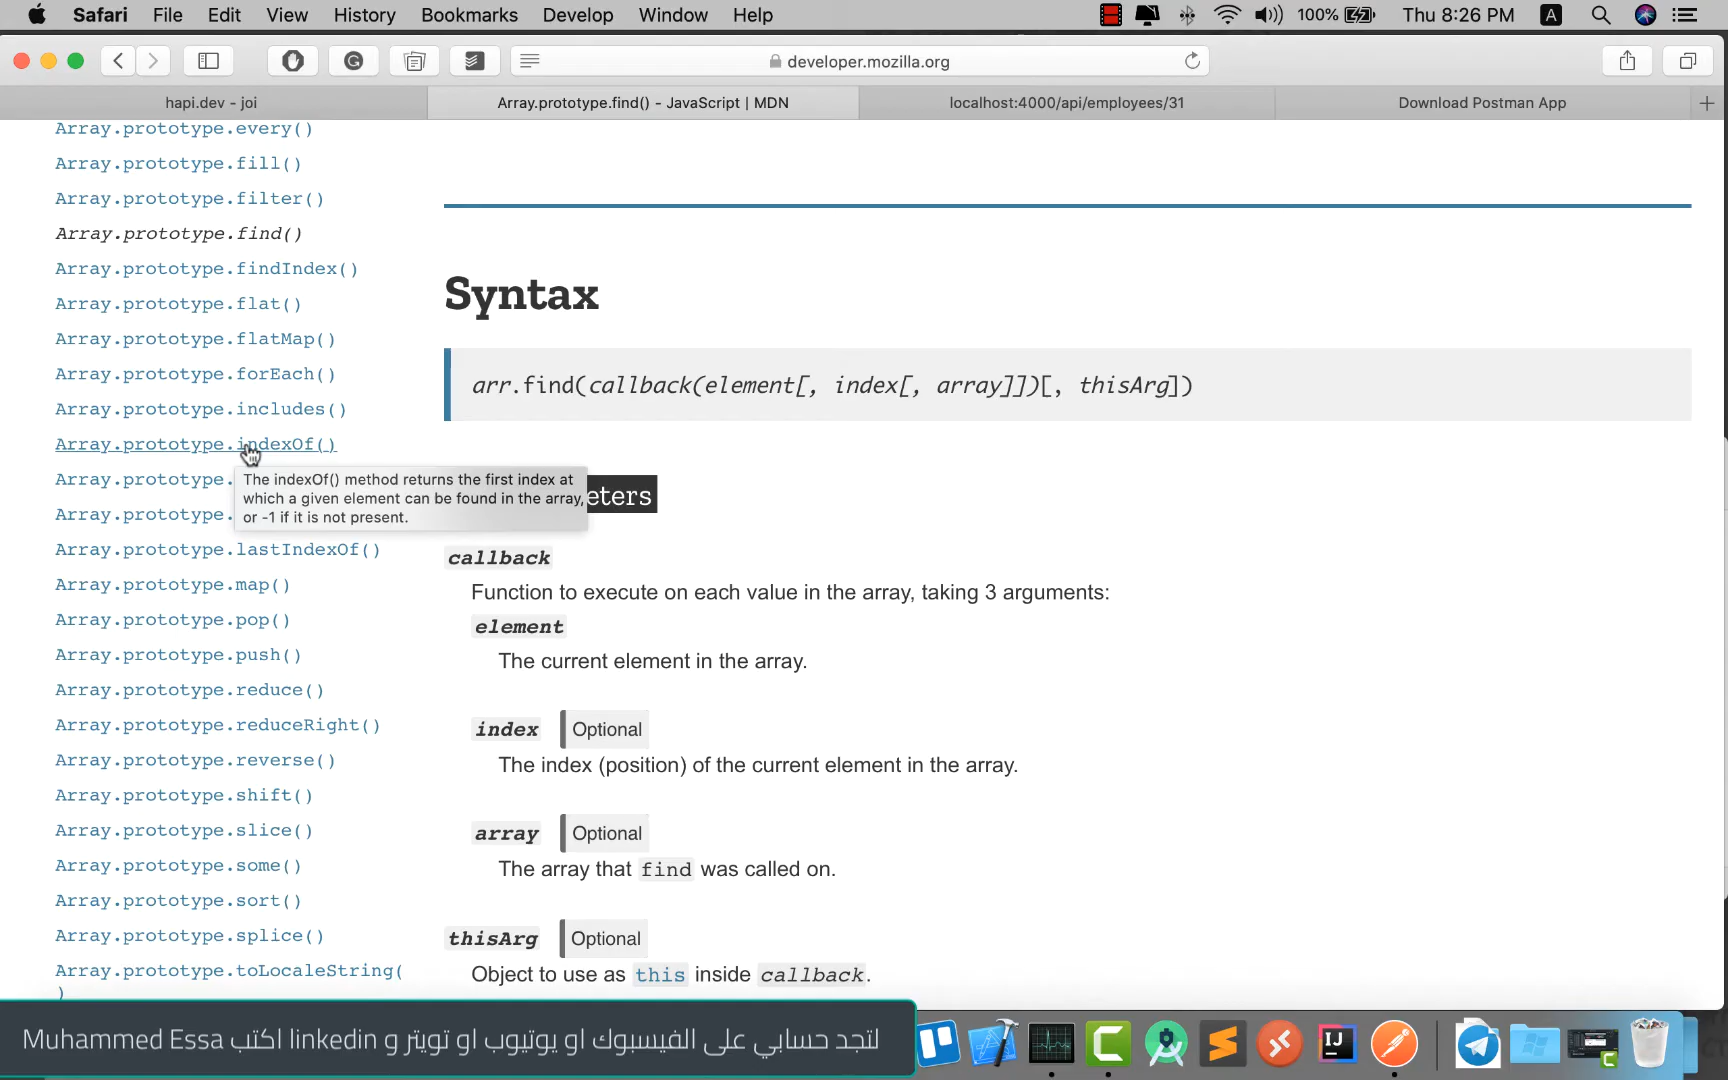 Safari File Edit View History Bookmarks Develop Window Help 100% Thu 8:26 PM A
developer.mozilla.org
hapi.dev - joi
Array.prototype.find() - JavaScript | MDN
localhost:4000/api/employees/31
Download Postman App
Array.prototype.every()
Array.prototype.fill()
Array.prototype.filter()
Array.prototype.find()
Array.prototype.findIndex()
Array.prototype.flat()
Array.prototype.flatMap()
Array.prototype.forEach()
Array.prototype.includes()
Array.prototype.indexOf()
Array.prototype.
Array.prototype.
Array.prototype.lastIndexOf()
Array.prototype.map()
Array.prototype.pop()
Array.prototype.push()
Array.prototype.reduce()
Array.prototype.reduceRight()
Array.prototype.reverse()
Array.prototype.shift()
Array.prototype.slice()
Array.prototype.some()
Array.prototype.sort()
Array.prototype.splice()
Array.prototype.toLocaleString(
)
The indexOf() method returns the first index at
which a given element can be found in the array,
or -1 if it is not present.
Syntax
arr.find(callback(element[, index[, array]])[, thisArg])
eters
callback
Function to execute on each value in the array, taking 3 arguments:
element
The current element in the array.
index Optional
The index (position) of the current element in the array.
array Optional
The array that find was called on.
thisArg Optional
Object to use as this inside callback.
لتجد حسابي على الفيسبوك او يوتيوب او تويتر و linkedin اكتب Muhammed Essa
IJ